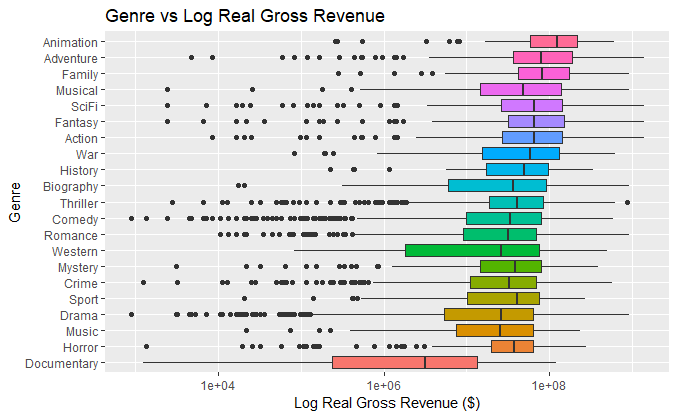 Genre vs Log Real Gross Revenue
Genre
Animation
Adventure
Family
Musical
SciFi
Fantasy
Action
War
History
Biography
Thriller
Comedy
Romance
Western
Mystery
Crime
Sport
Drama
Music
Horror
Documentary
1e+04 1e+06 1e+08
Log Real Gross Revenue ($)